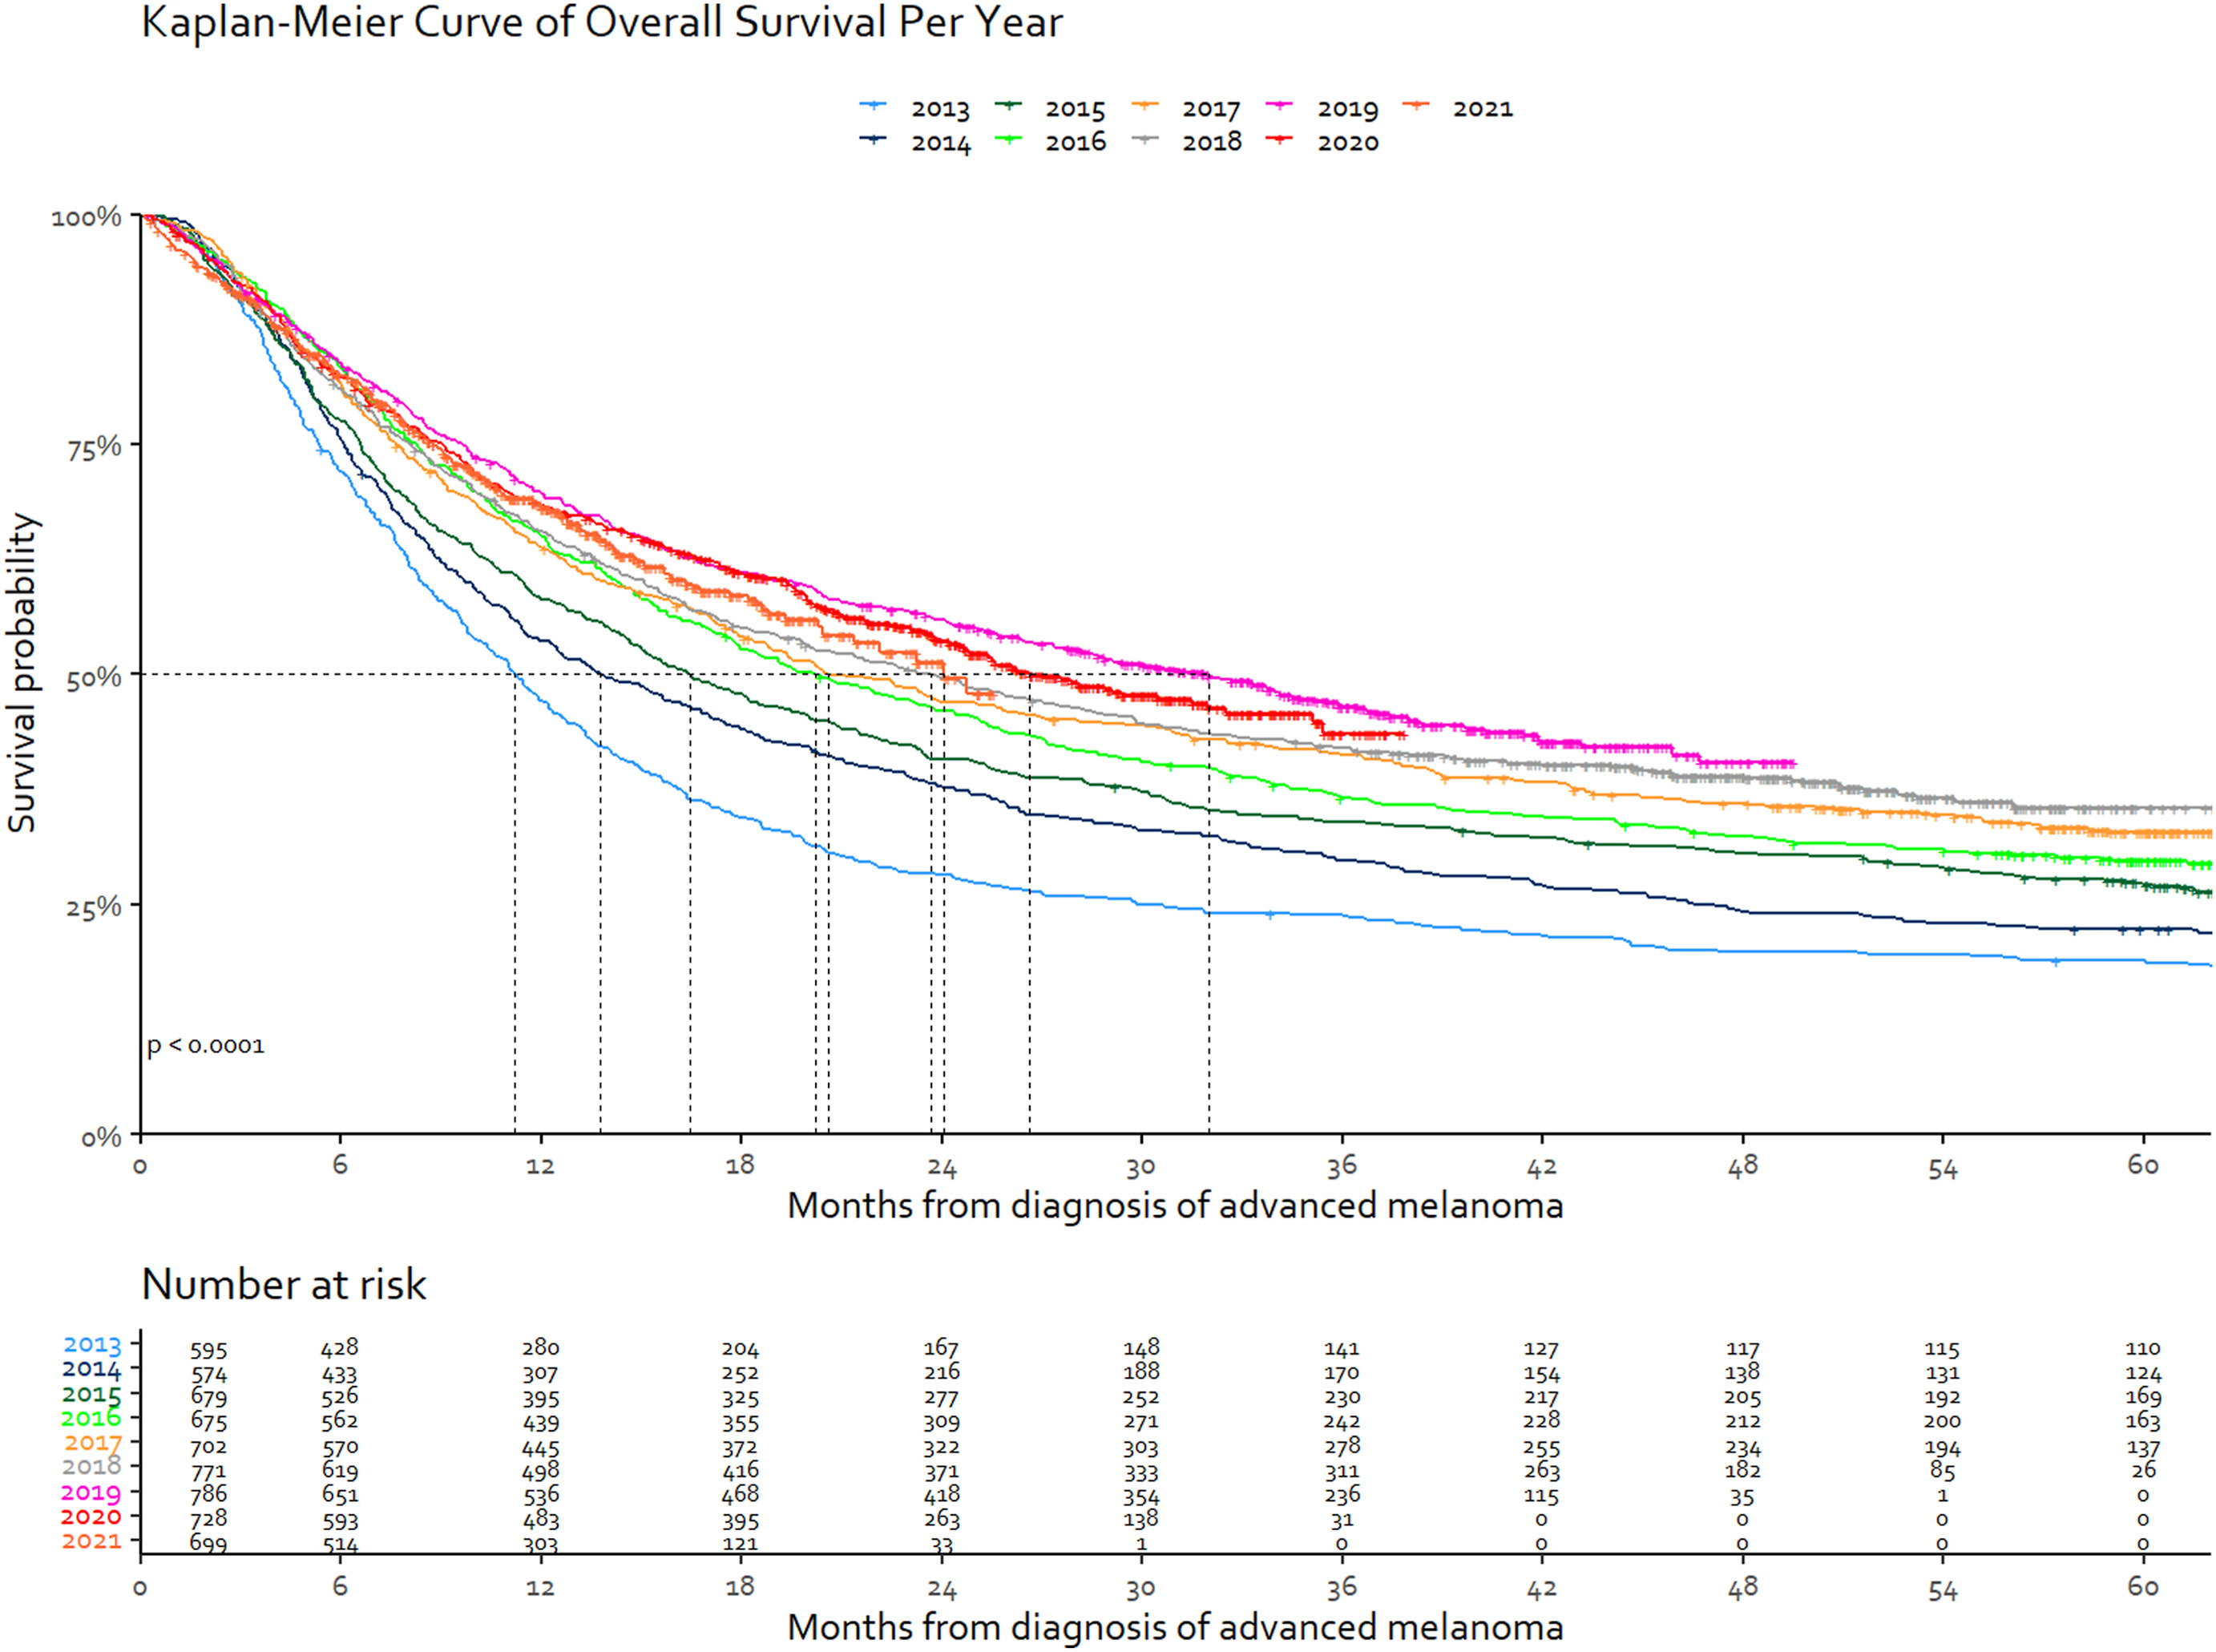 Kaplan-Meier Curve of Overall Survival Per Year
2013 2015 2017 2019 2021
2014 2016 2018 2020
100%
75%
50%
25%
0%
Survival probability
p < 0.0001
0 6 12 18 24 30 36 42 48 54 60
Months from diagnosis of advanced melanoma
Number at risk
2013 595 428 280 204 167 148 141 127 117 115 110
2014 574 433 307 252 216 188 170 154 138 131 124
2015 679 526 395 325 277 252 230 217 205 192 169
2016 675 562 439 355 309 271 242 228 212 200 163
2017 702 570 445 372 322 303 278 255 234 194 137
2018 771 619 498 416 371 333 311 263 182 85 26
2019 786 651 536 468 418 354 236 115 35 1 0
2020 728 593 483 395 263 138 31 0 0 0 0
2021 699 514 303 121 33 1 0 0 0 0 0
0 6 12 18 24 30 36 42 48 54 60
Months from diagnosis of advanced melanoma